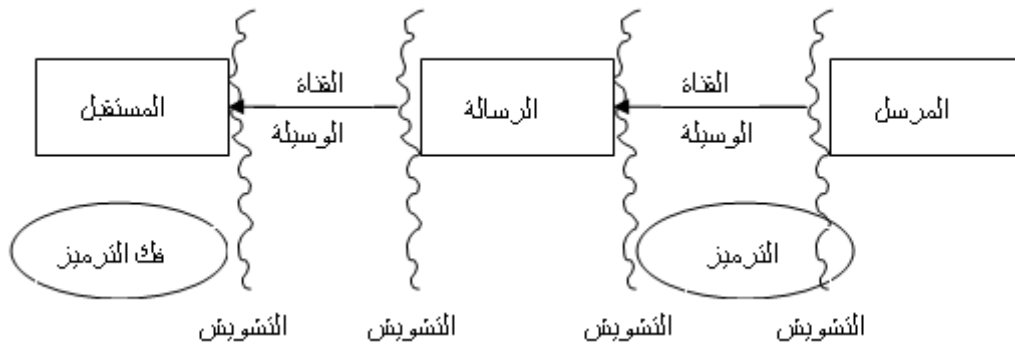 القناة
القناة
المرسل
الرسالة
المستقبل
الوسيلة
الوسيلة
الترميز
فك الترميز
التشويش
التشويش
التشويش
التشويش